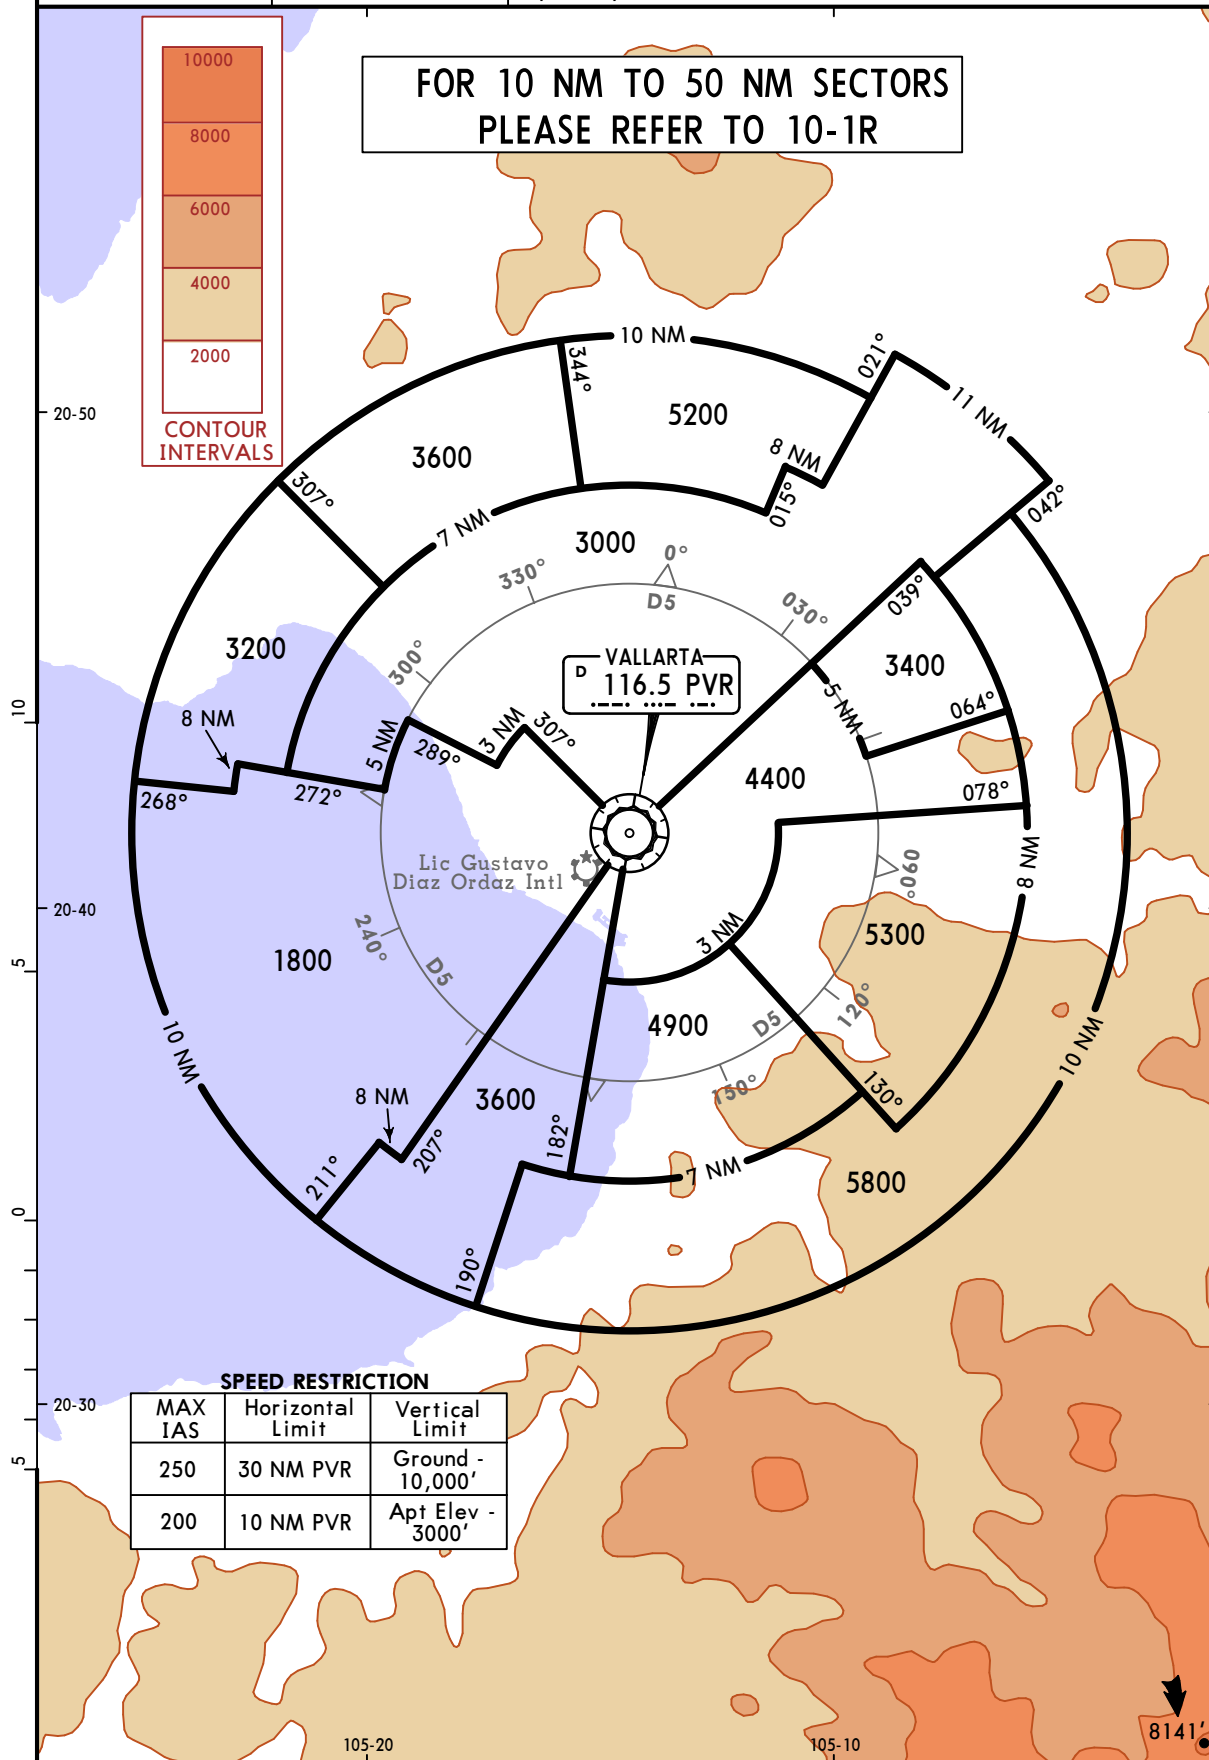 10000
8000
6000
4000
2000
CONTOUR
INTERVALS
FOR 10 NM TO 50 NM SECTORS
PLEASE REFER TO 10-1R
20-50
10
20-40
5
0
20-30
5
105-20
105-10
10 NM
344°
5200
021°
11 NM
8 NM
015°
042°
3600
307°
7 NM
3000
0°
D5
330°
030°
039°
300°
3200
3400
VALLARTA
D 116.5 PVR
064°
5 NM
8 NM
5 NM
289°
3 NM
307°
4400
078°
268°
272°
8 NM
Lic Gustavo
Diaz Ordaz Intl
060°
240°
D5
1800
3 NM
5300
4900
D5
120°
10 NM
10 NM
150°
130°
8 NM
3600
182°
207°
211°
7 NM
5800
190°
SPEED RESTRICTION
MAX IAS
Horizontal Limit
Vertical Limit
250
30 NM PVR
Ground - 10,000'
200
10 NM PVR
Apt Elev - 3000'
8141'